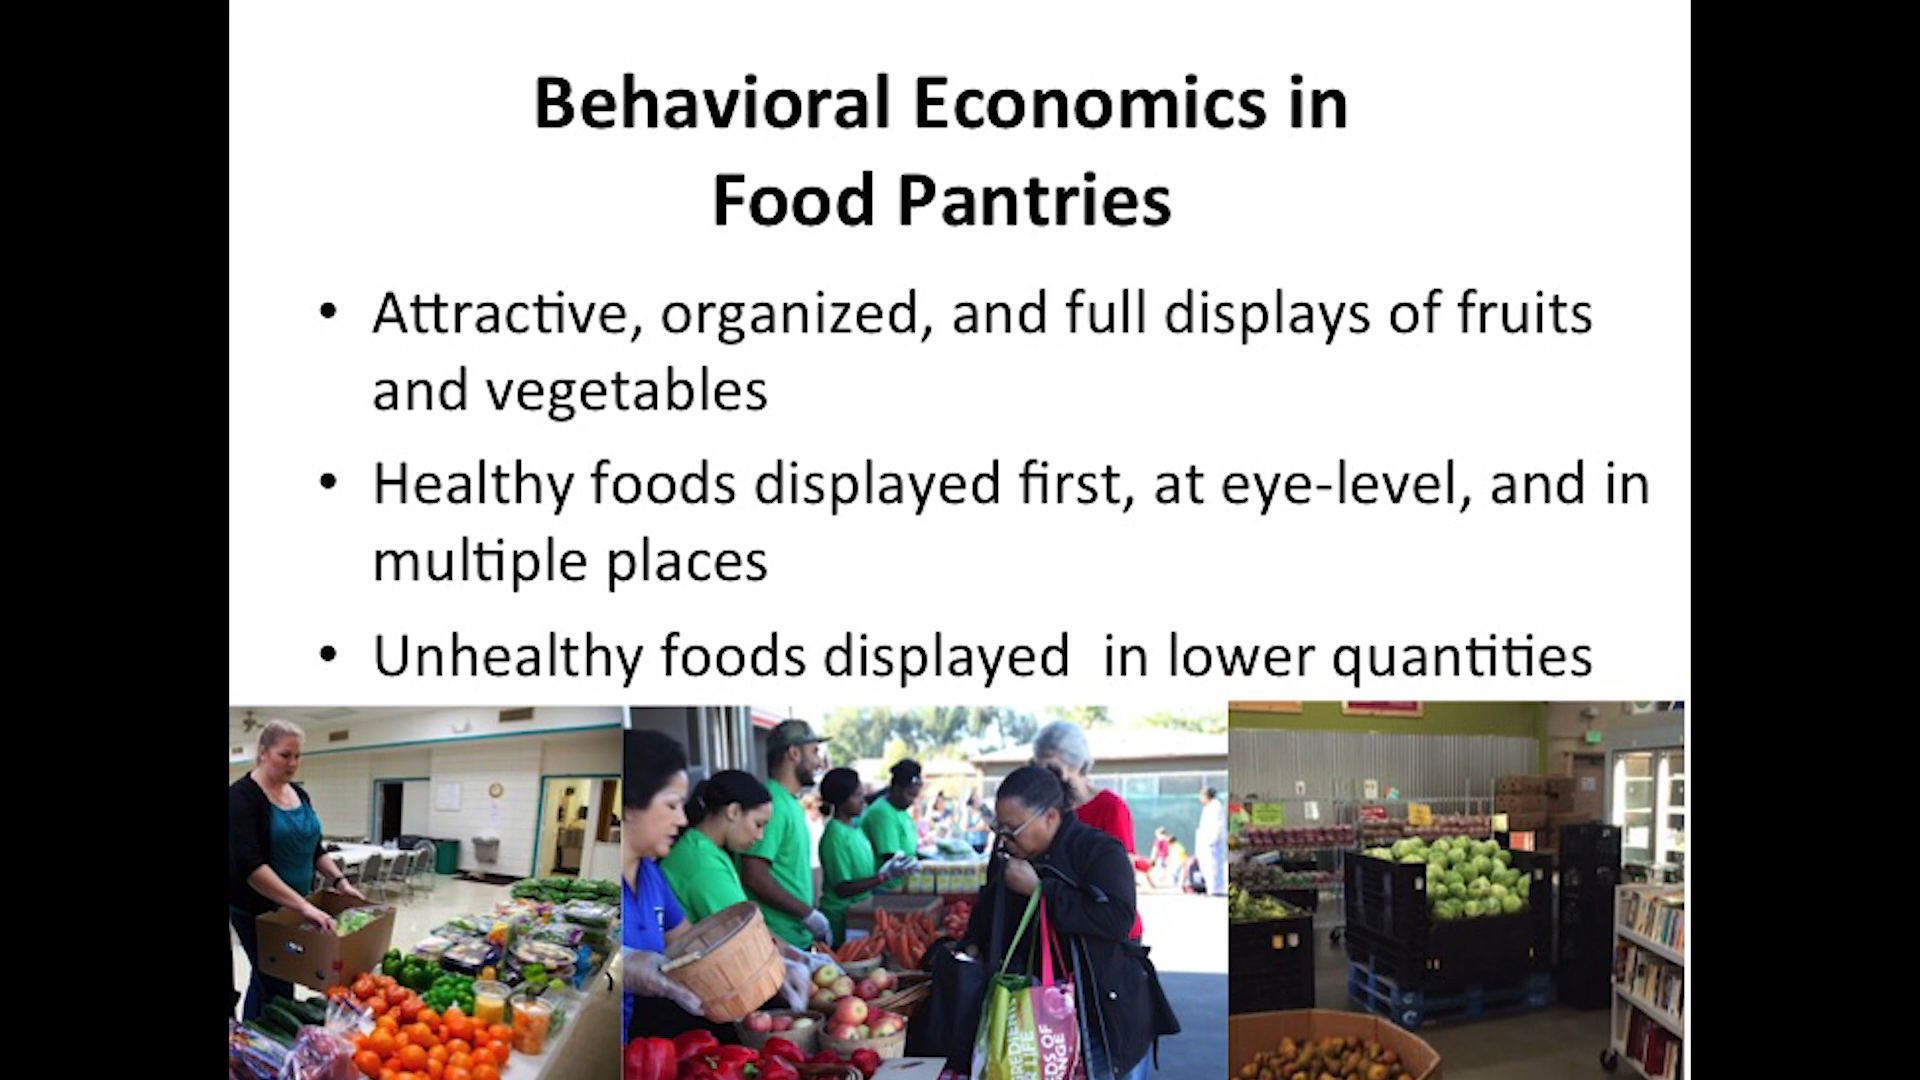 Behavioral Economics in
Food Pantries
• Attractive, organized, and full displays of fruits
and vegetables
• Healthy foods displayed first, at eye-level, and in
multiple places
• Unhealthy foods displayed  in lower quantities